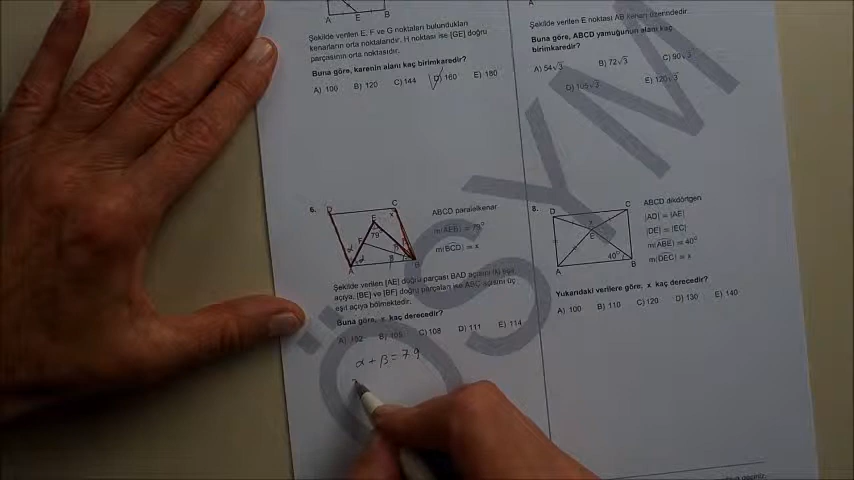 A E B
Şekilde verilen E, F ve G noktaları bulundukları
kenarların orta noktalarıdır. H noktası ise [GE] doğru
parçasının orta noktasıdır.
Buna göre, karenin alanı kaç birimkaredir?
A) 100 B) 120 C) 144 D) 160 E) 180
6.
D C
E
x
79°
F
α
α
β
A B
ABCD paralelkenar
m(AEB) = 79°
m(BCD) = x
Şekilde verilen [AE] doğru parçası BAD açısını iki eşit
açıya, [BE] ve [BF] doğru parçaları ise ABC açısını üç
eşit açıya bölmektedir.
Buna göre, x kaç derecedir?
A) 102 B) 105 C) 108 D) 111 E) 114
α + β = 79
A
Şekilde verilen E noktası AB kenarı üzerindedir
Buna göre, ABCD yamuğunun alanı kaç
birimkaredir?
A) 54√3 B) 72√3 C) 90√3
D) 105√3 E) 120√3
8.
D C
x
E
40°
A B
ABCD dikdörtgen
|AD| = |AE|
|DE| = |EC|
m(ABE) = 40°
m(DEC) = x
Yukarıdaki verilere göre, x kaç derecedir?
A) 100 B) 110 C) 120 D) 130 E) 140
ÖSYM